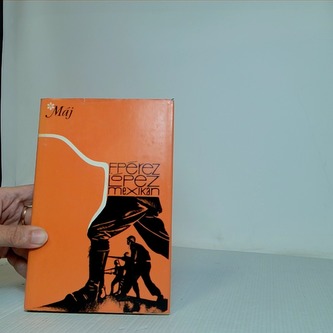 Máj
F.Pérez
López
mexikán